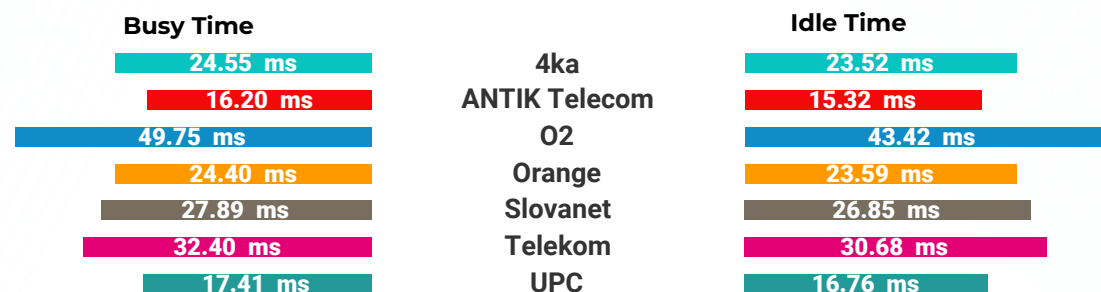 Busy Time
Idle Time
24.55 ms 4ka 23.52 ms
16.20 ms ANTIK Telecom 15.32 ms
49.75 ms O2 43.42 ms
24.40 ms Orange 23.59 ms
27.89 ms Slovanet 26.85 ms
32.40 ms Telekom 30.68 ms
17.41 ms UPC 16.76 ms